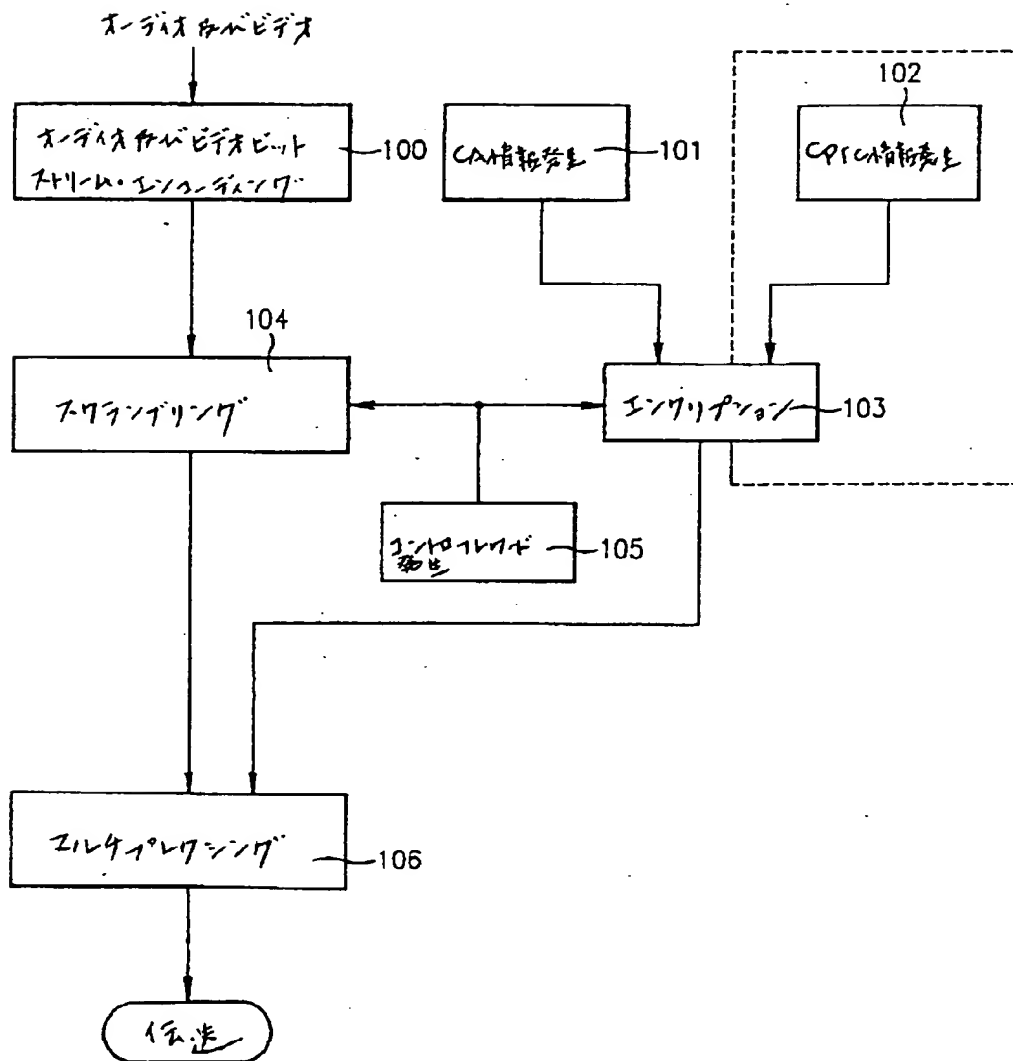 オーディオ及びビデオ
オーディオ及びビデオビット
ストリーム・エンコーディング
100
CA情報発生
101
102
CPTC情報発生
104
スクランブリング
エンクリプション
103
コントロールワード
発生
105
マルチプレクシング
106
伝送